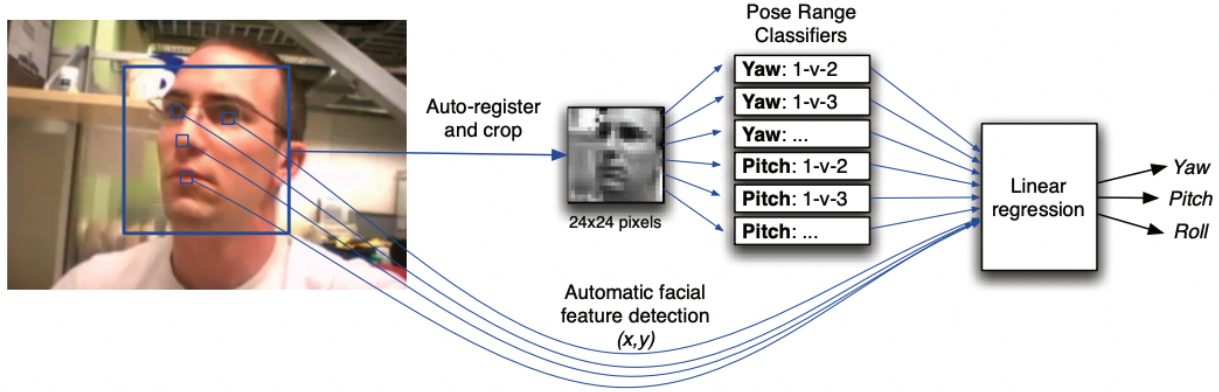 Pose Range
Classifiers
Auto-register
and crop
24x24 pixels
Yaw: 1-v-2
Yaw: 1-v-3
Yaw: ...
Pitch: 1-v-2
Pitch: 1-v-3
Pitch: ...
Linear
regression
Yaw
Pitch
Roll
Automatic facial
feature detection
(x,y)